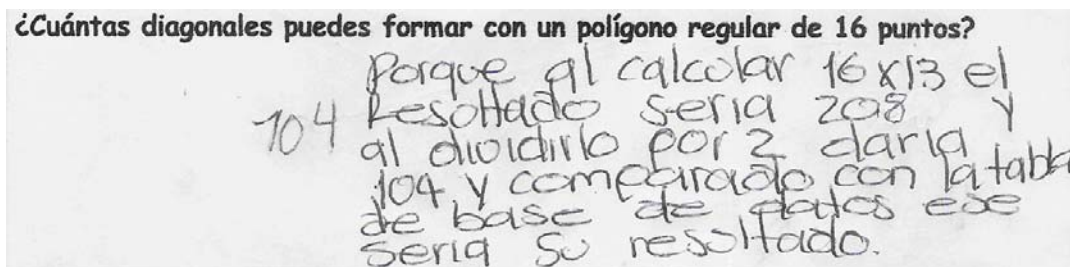 ¿Cuántas diagonales puedes formar con un polígono regular de 16 puntos?
Porque al calcular 16x13 el
104 Resoltado seria 208 y
al dividirlo por 2 daria
104 y comparado con la tabla
de base de datos ese
seria su resoltado.